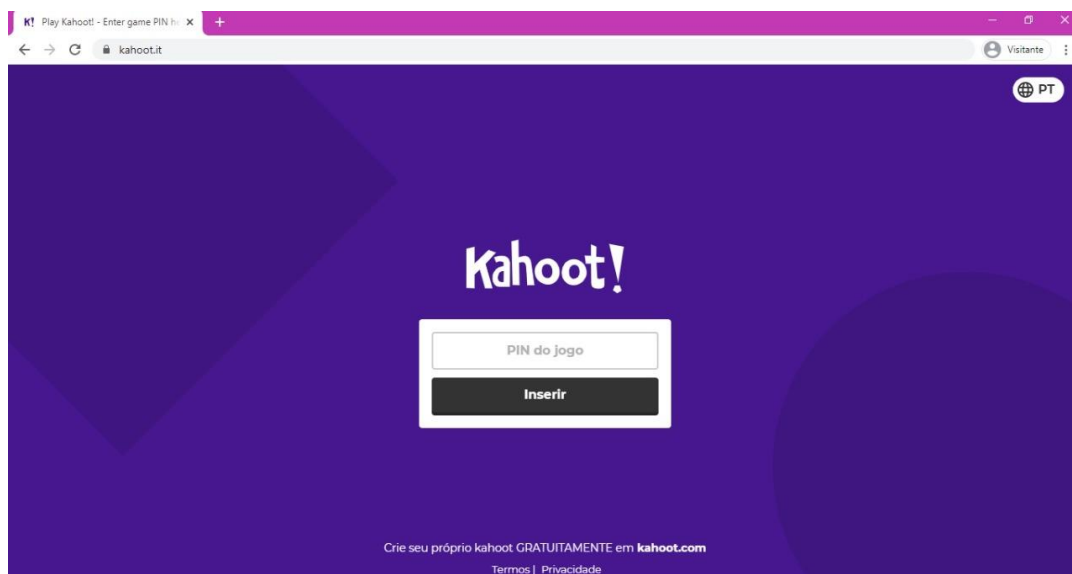 K! Play Kahoot! - Enter game PIN h
kahoot.it
Visitante
PT
Kahoot!
PIN do jogo
Inserir
Crie seu próprio kahoot GRATUITAMENTE em kahoot.com
Termos | Privacidade